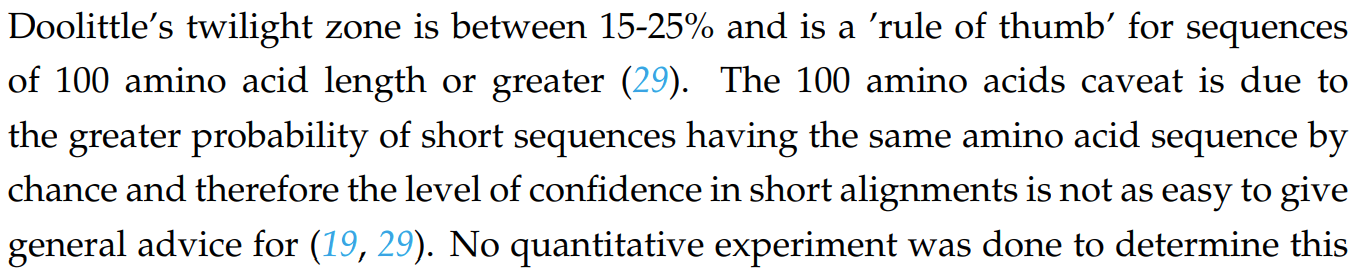 Doolittle’s twilight zone is between 15-25% and is a ’rule of thumb’ for sequences
of 100 amino acid length or greater (29). The 100 amino acids caveat is due to
the greater probability of short sequences having the same amino acid sequence by
chance and therefore the level of confidence in short alignments is not as easy to give
general advice for (19, 29). No quantitative experiment was done to determine this